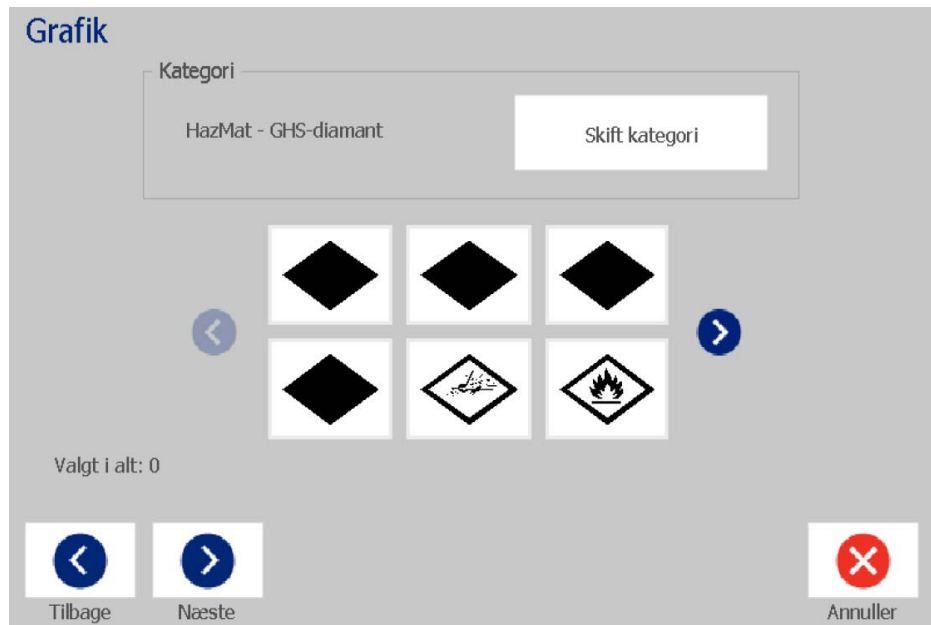 Grafik
Kategori
HazMat - GHS-diamant
Skift kategori
Valgt i alt: 0
Tilbage
Næste
Annuller